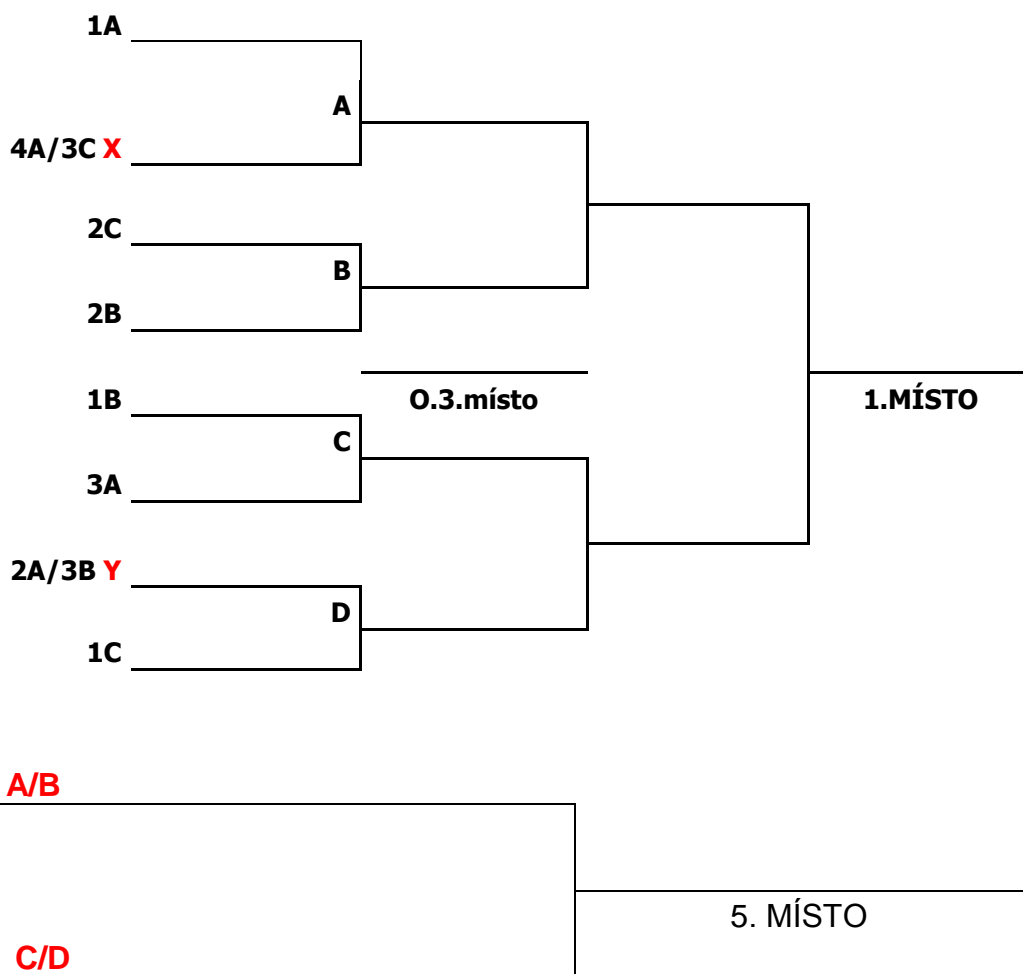 1A
A
4A/3C X
2C
B
2B
1B
O.3.místo
1.MÍSTO
C
3A
2A/3B Y
D
1C
A/B
5. MÍSTO
C/D